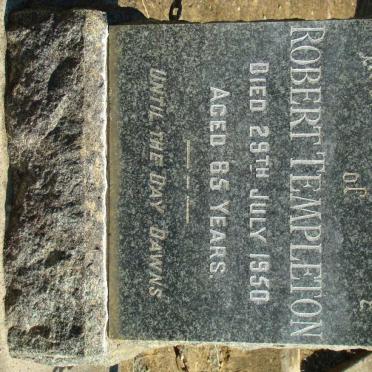 of
ROBERT TEMPLETON
DIED 29TH JULY 1950
AGED 85 YEARS
UNTIL THE DAY DAWNS